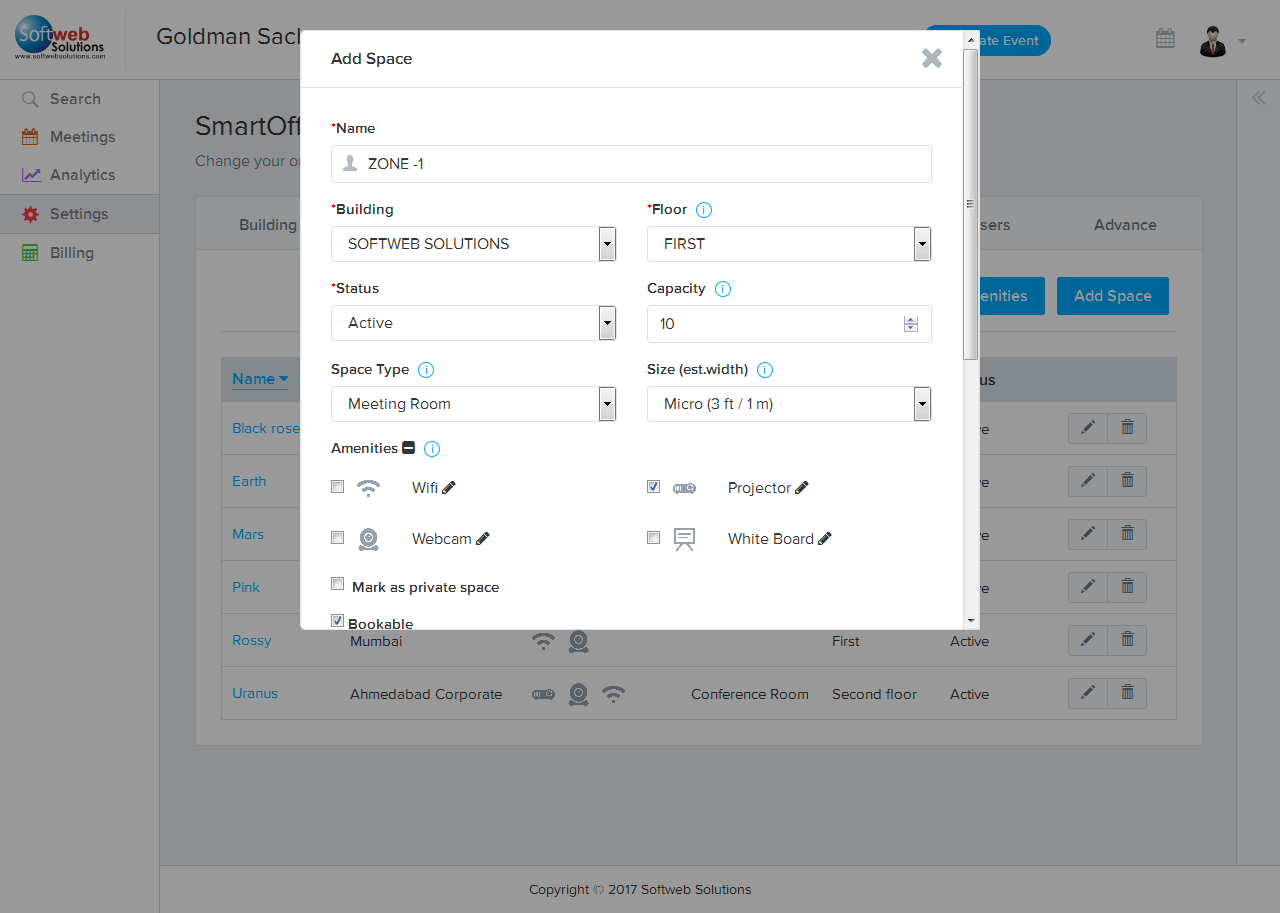 Softweb
Solutions
www.softwebsolutions.com
Goldman Sacl
ate Event
Search
Meetings
Analytics
Settings
Billing
SmartOff
Change your o
Building
sers
Advance
enities
Add Space
Add Space
*Name
ZONE -1
*Building
*Floor
SOFTWEB SOLUTIONS
FIRST
*Status
Capacity
Active
10
Space Type
Size (est.width)
Meeting Room
Micro (3 ft / 1 m)
Amenities
Wifi
Projector
Webcam
White Board
Mark as private space
Bookable
Name
us
Black rose
Earth
Mars
Pink
Rossy
Mumbai
First
Active
Uranus
Ahmedabad Corporate
Conference Room
Second floor
Active
Copyright © 2017 Softweb Solutions